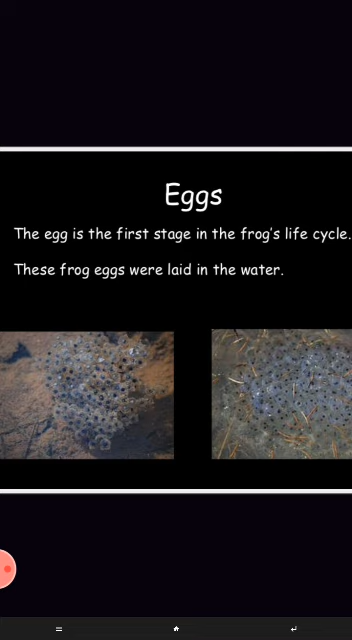 Eggs
The egg is the first stage in the frog's life cycle.
These frog eggs were laid in the water.